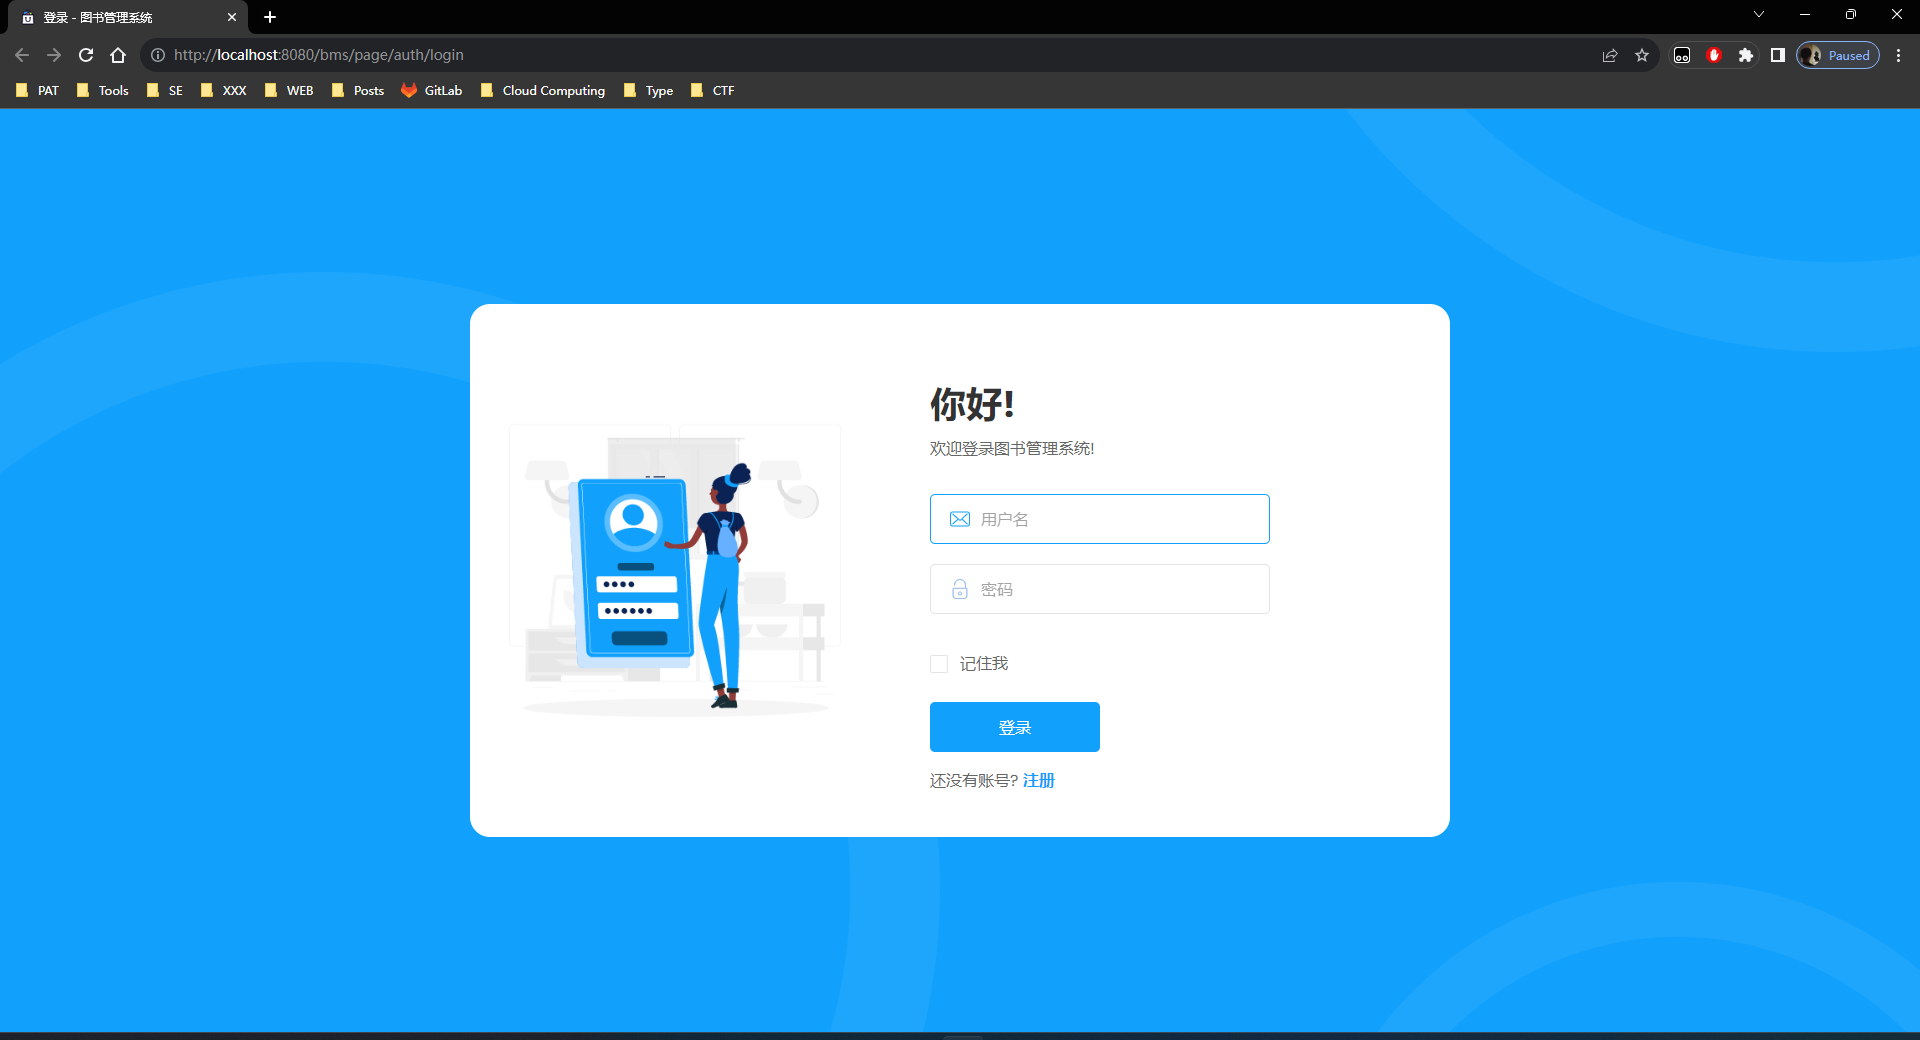 登录 - 图书管理系统
http://localhost:8080/bms/page/auth/login
Paused
PAT Tools SE XXX WEB Posts GitLab Cloud Computing Type CTF
你好!
欢迎登录图书管理系统!
用户名
密码
记住我
登录
还没有账号? 注册